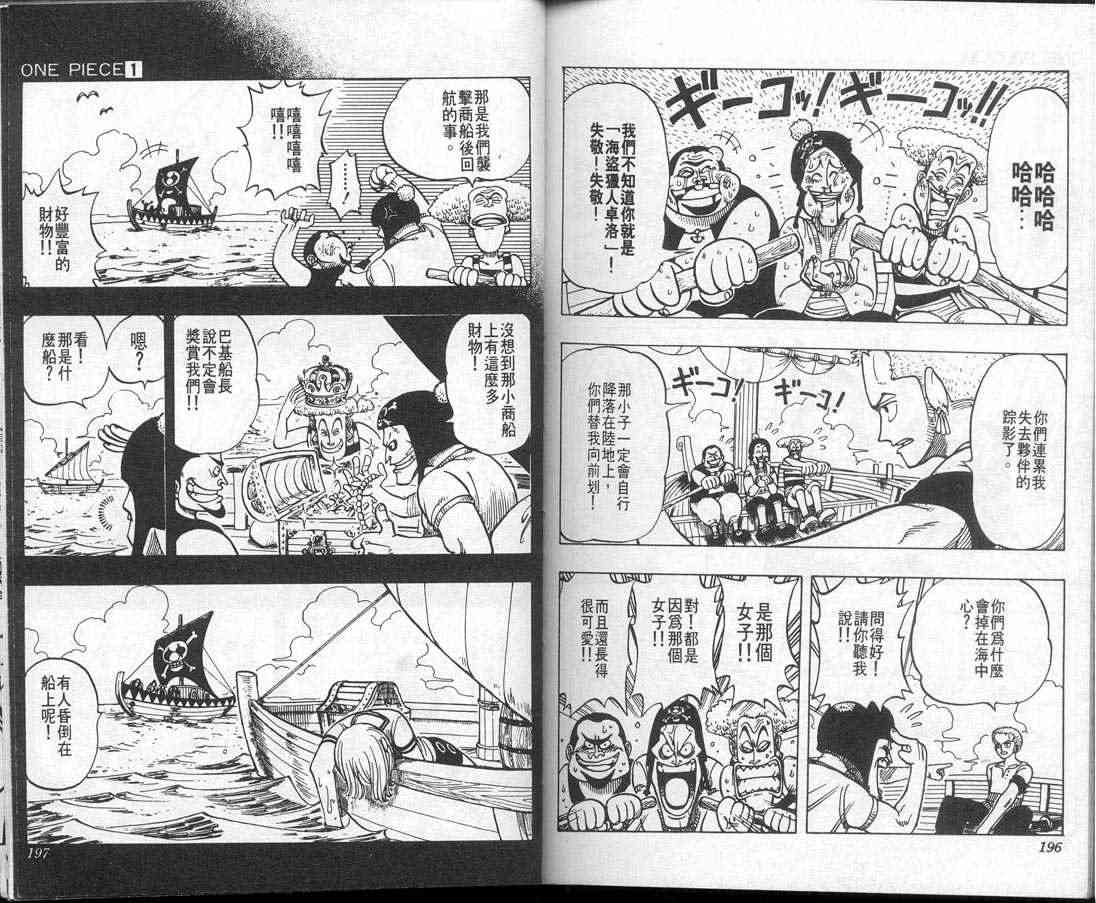 哈哈哈
哈哈…
ギーコッ！ギーコッ!!
我們不知道你就是
「海盜獵人卓洛」！
失敬！失敬！
你們連累我
失去夥伴的
踪影了。
ギーコ！
ギーコ！
那小子一定會自行
降落在陸地上，
你們替我向前划！
你們為什麼
會掉在海中
心？
問得好！
請你聽我
說!!
是那個
女子!!
對！都是
因為那個
女子!!
而且還長得
很可愛!!
196
ONE PIECE 1
那是我們襲
擊商船後回
航的事。
……！
嘻嘻嘻嘻
嘻!!
好豐富的
財物!!
沒想到那小商船
上有這麼多
財物！
巴基船長
說不定會
獎賞我們!!
嗯？
看！
那是什
麼船？
有人昏倒在
船上呢！
197